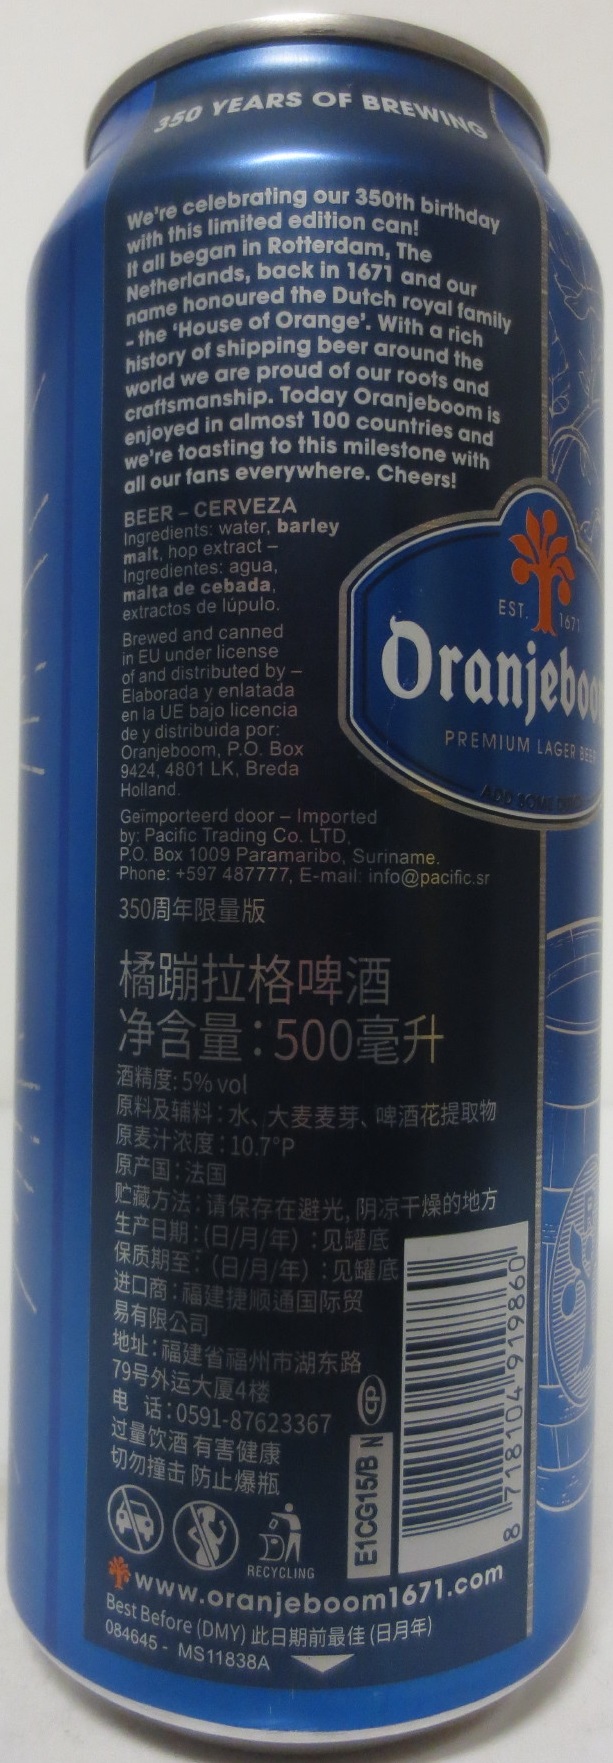 350 YEARS OF BREWING
We're celebrating our 350th birthday
with this limited edition can!
It all began in Rotterdam, The
Netherlands, back in 1671 and our
name honoured the Dutch royal family
- the 'House of Orange'. With a rich
history of shipping beer around the
world we are proud of our roots and
craftsmanship. Today Oranjeboom is
enjoyed in almost 100 countries and
we're toasting to this milestone with
all our fans everywhere. Cheers!
BEER – CERVEZA
Ingredients: water, barley
malt, hop extract –
Ingredientes: agua,
malta de cebada,
extractos de lúpulo.
Brewed and canned
in EU under license
of and distributed by –
Elaborada y enlatada
en la UE bajo licencia
de y distribuida por:
Oranjeboom, P.O. Box
9424, 4801 LK, Breda
Holland.
EST. 1671
Oranjeboo
PREMIUM LAGER BEER
ADD SOME
Geïmporteerd door – Imported
by: Pacific Trading Co. LTD,
P.O. Box 1009 Paramaribo, Suriname.
Phone: +597 487777, E-mail: info@pacific.sr
350周年限量版
橘蹦拉格啤酒
净含量:500毫升
酒精度:5% vol
原料及辅料:水、大麦麦芽、啤酒花提取物
原麦汁浓度:10.7°P
原产国:法国
贮藏方法:请保存在避光,阴凉干燥的地方
生产日期:(日/月/年):见罐底
保质期至:(日/月/年):见罐底
进口商:福建捷顺通国际贸
易有限公司
地址:福建省福州市湖东路
79号外运大厦4楼
电 话:0591-87623367
过量饮酒 有害健康
切勿撞击 防止爆瓶
E1CG15/B N
8 718104 919860
RECYCLING
www.oranjeboom1671.com
Best Before (DMY) 此日期前最佳 (日月年)
084645 - MS11838A